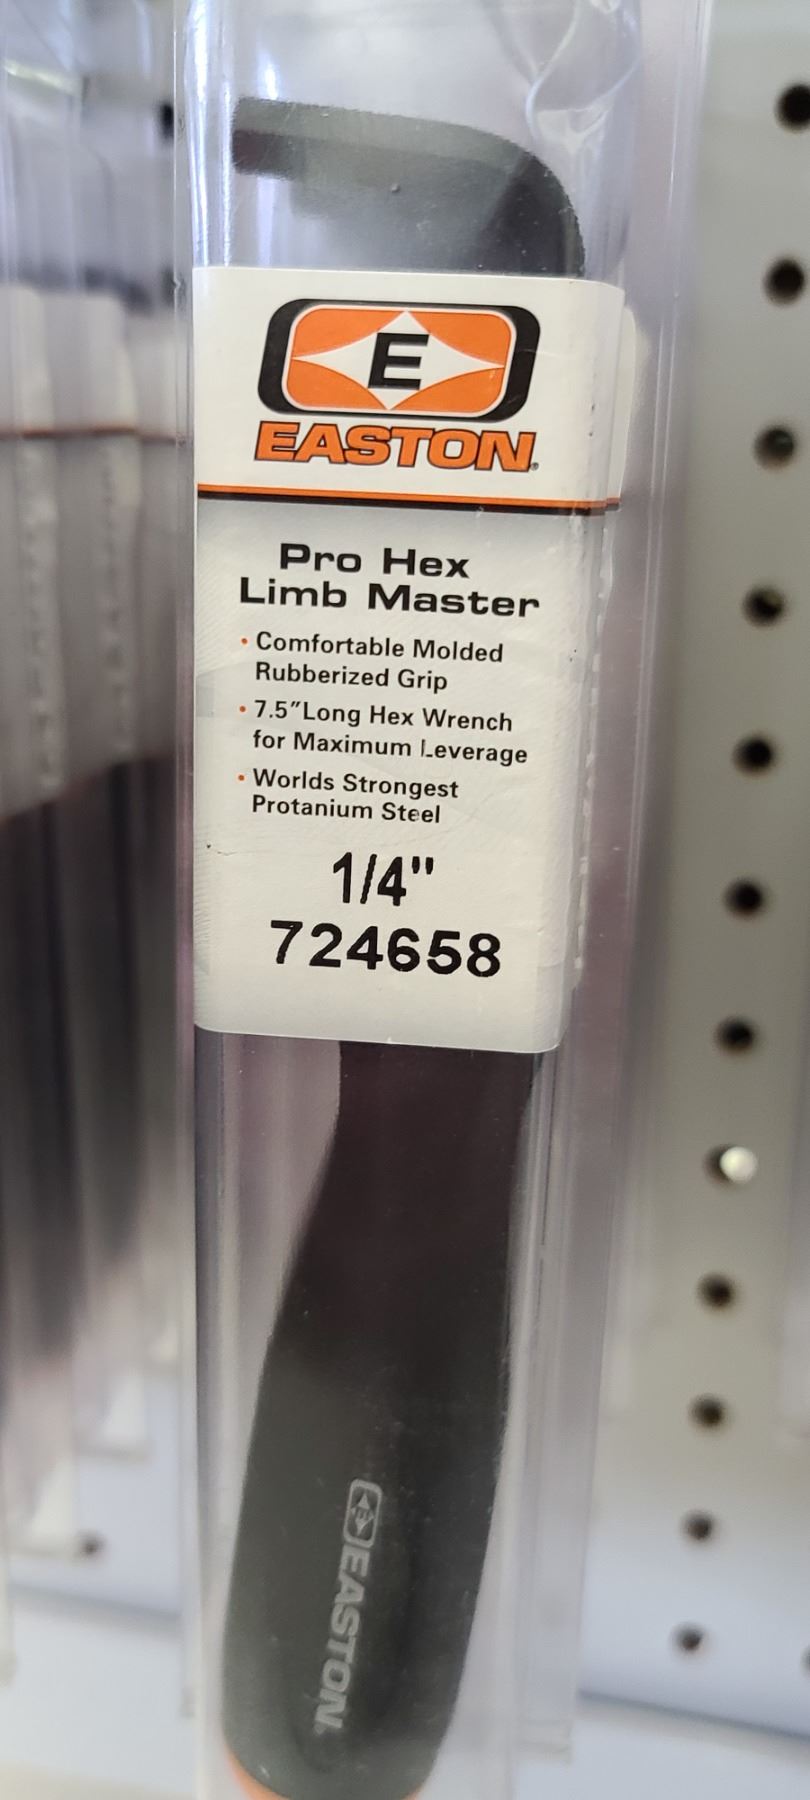 E
EASTON®
Pro Hex
Limb Master
• Comfortable Molded
Rubberized Grip
• 7.5″Long Hex Wrench
for Maximum Leverage
• Worlds Strongest
Protanium Steel
1/4"
724658
E EASTON